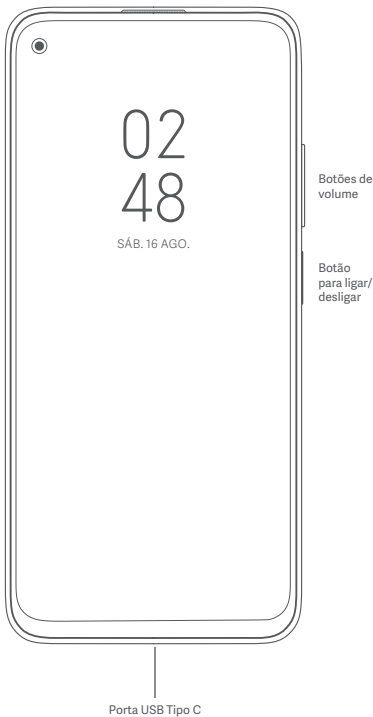 02
48
SÁB. 16 AGO.
Botões de
volume
Botão
para ligar/
desligar
Porta USB Tipo C